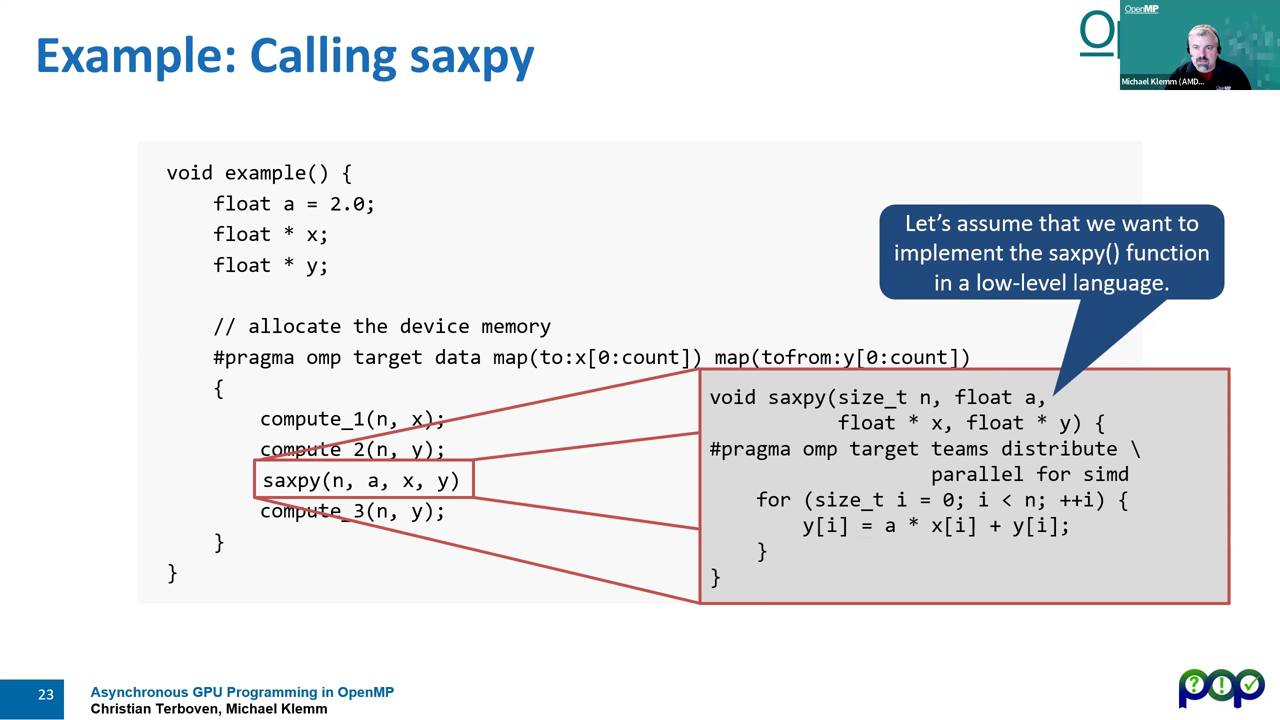 Example: Calling saxpy
OpenMP
Michael Klemm (AMD...
OpenMP
void example() {
float a = 2.0;
float * x;
float * y;
// allocate the device memory
#pragma omp target data map(to:x[0:count]) map(tofrom:y[0:count])
{
compute_1(n, x);
compute_2(n, y);
saxpy(n, a, x, y)
compute_3(n, y);
}
}
Let’s assume that we want to
implement the saxpy() function
in a low-level language.
void saxpy(size_t n, float a,
float * x, float * y) {
#pragma omp target teams distribute \
parallel for simd
for (size_t i = 0; i < n; ++i) {
y[i] = a * x[i] + y[i];
}
}
23
Asynchronous GPU Programming in OpenMP
Christian Terboven, Michael Klemm
pop